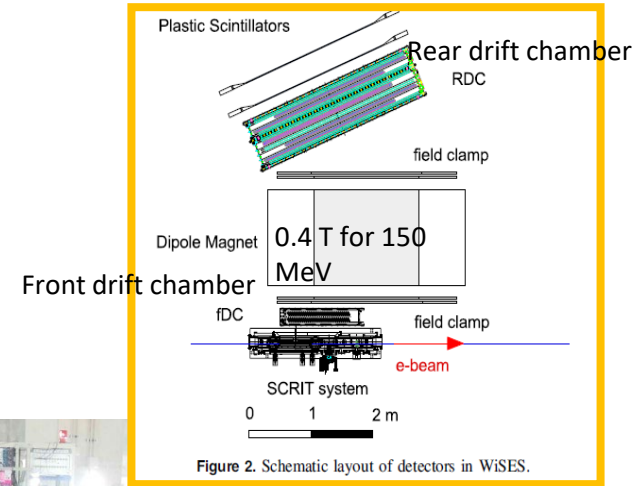 Plastic Scintillators
Rear drift chamber
RDC
field clamp
Dipole Magnet
0.4 T for 150
MeV
Front drift chamber
fDC
field clamp
e-beam
SCRIT system
0 1 2 m
Figure 2. Schematic layout of detectors in WiSES.